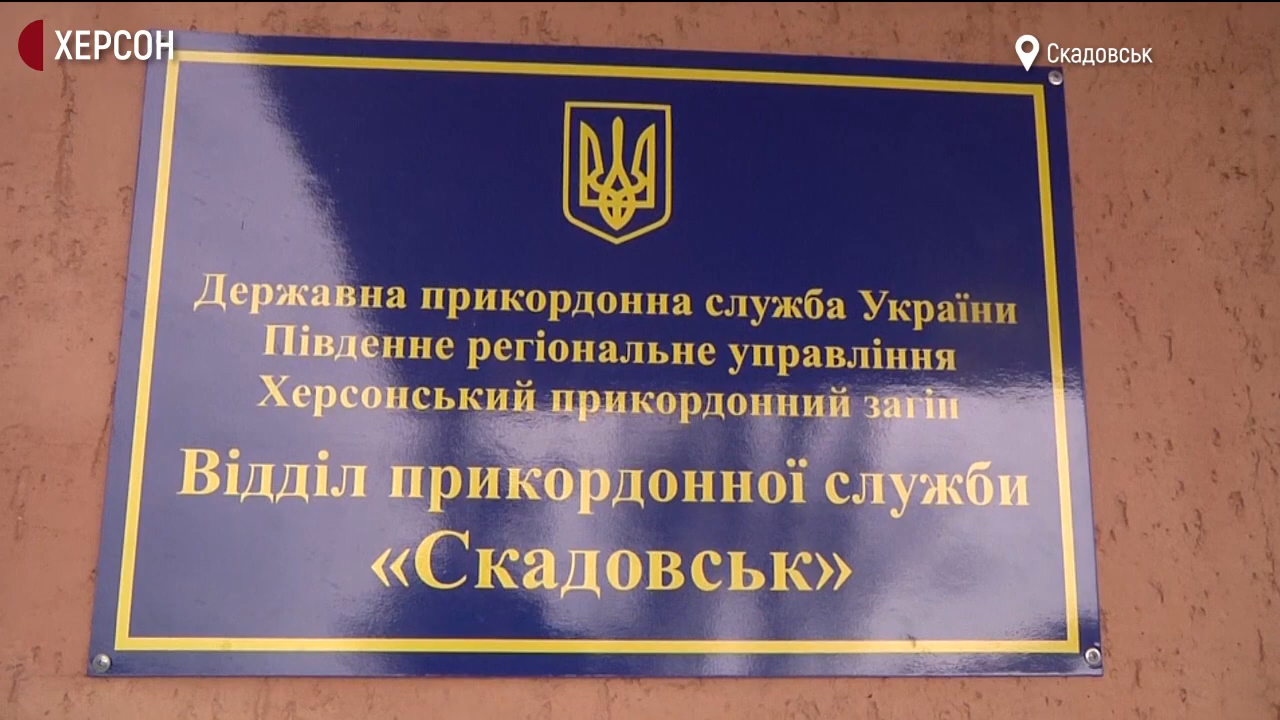 ХЕРСОН
Скадовськ
Державна прикордонна служба України
Південне регіональне управління
Херсонський прикордонний загін
Відділ прикордонної служби
«Скадовськ»